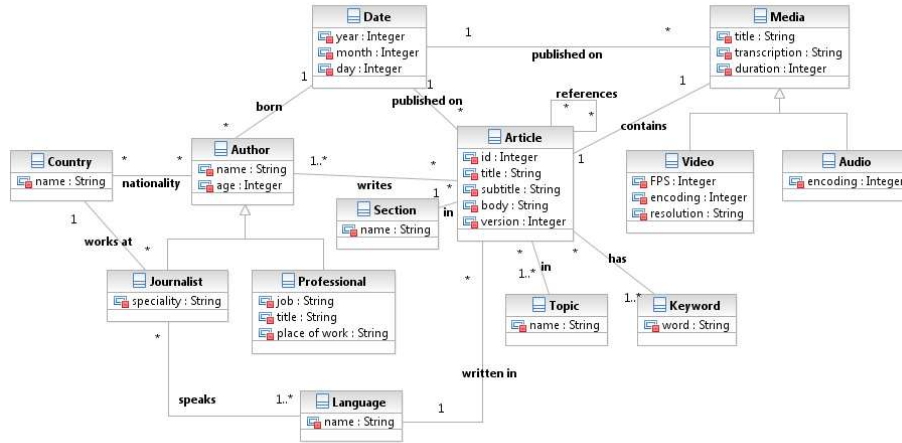 Date
year : Integer
month : Integer
day : Integer
1
*
published on
Media
title : String
transcription : String
duration : Integer
1
born
*
1
published on
*
references
*
*
1
contains
1
Country
name : String
*
*
nationality
Author
name : String
age : Integer
1..*
*
writes
Article
id : Integer
title : String
subtitle : String
body : String
version : Integer
Video
FPS : Integer
encoding : Integer
resolution : String
Audio
encoding : Integer
Section
name : String
1
*
in
1
works at
*
Journalist
speciality : String
Professional
job : String
title : String
place of work : String
*
1..*
in
Topic
name : String
*
has
1..*
Keyword
word : String
*
speaks
1..*
Language
name : String
1
written in
*